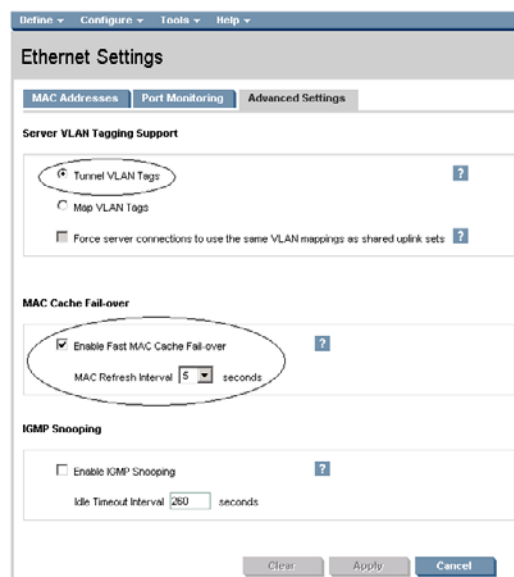 Define Configure Tools Help
Ethernet Settings
MAC Addresses Port Monitoring Advanced Settings
Server VLAN Tagging Support
Tunnel VLAN Tags ?
Map VLAN Tags
Force server connections to use the same VLAN mappings as shared uplink sets ?
MAC Cache Fail-over
Enable Fast MAC Cache Fail-over ?
MAC Refresh Interval 5 seconds
IGMP Snooping
Enable IGMP Snooping ?
Idle Timeout Interval 260 seconds
Clear Apply Cancel